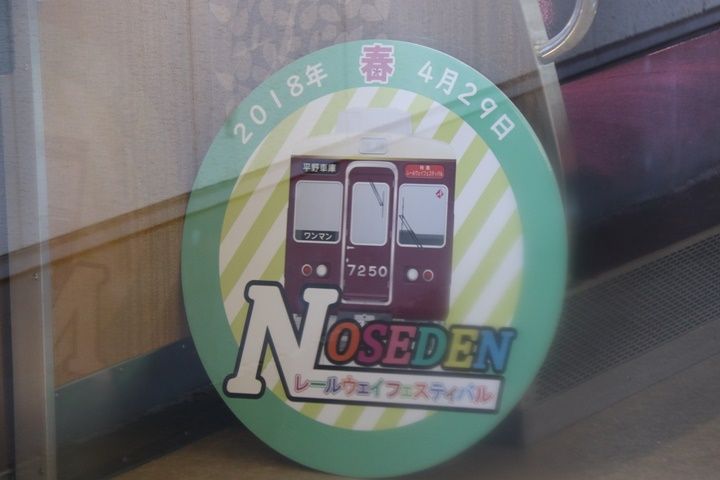 2018年 春 4月29日
平野車庫
特急
レールウェイフェスティバル
ワンマン
7250
NOSEDEN
レールウェイフェスティバル